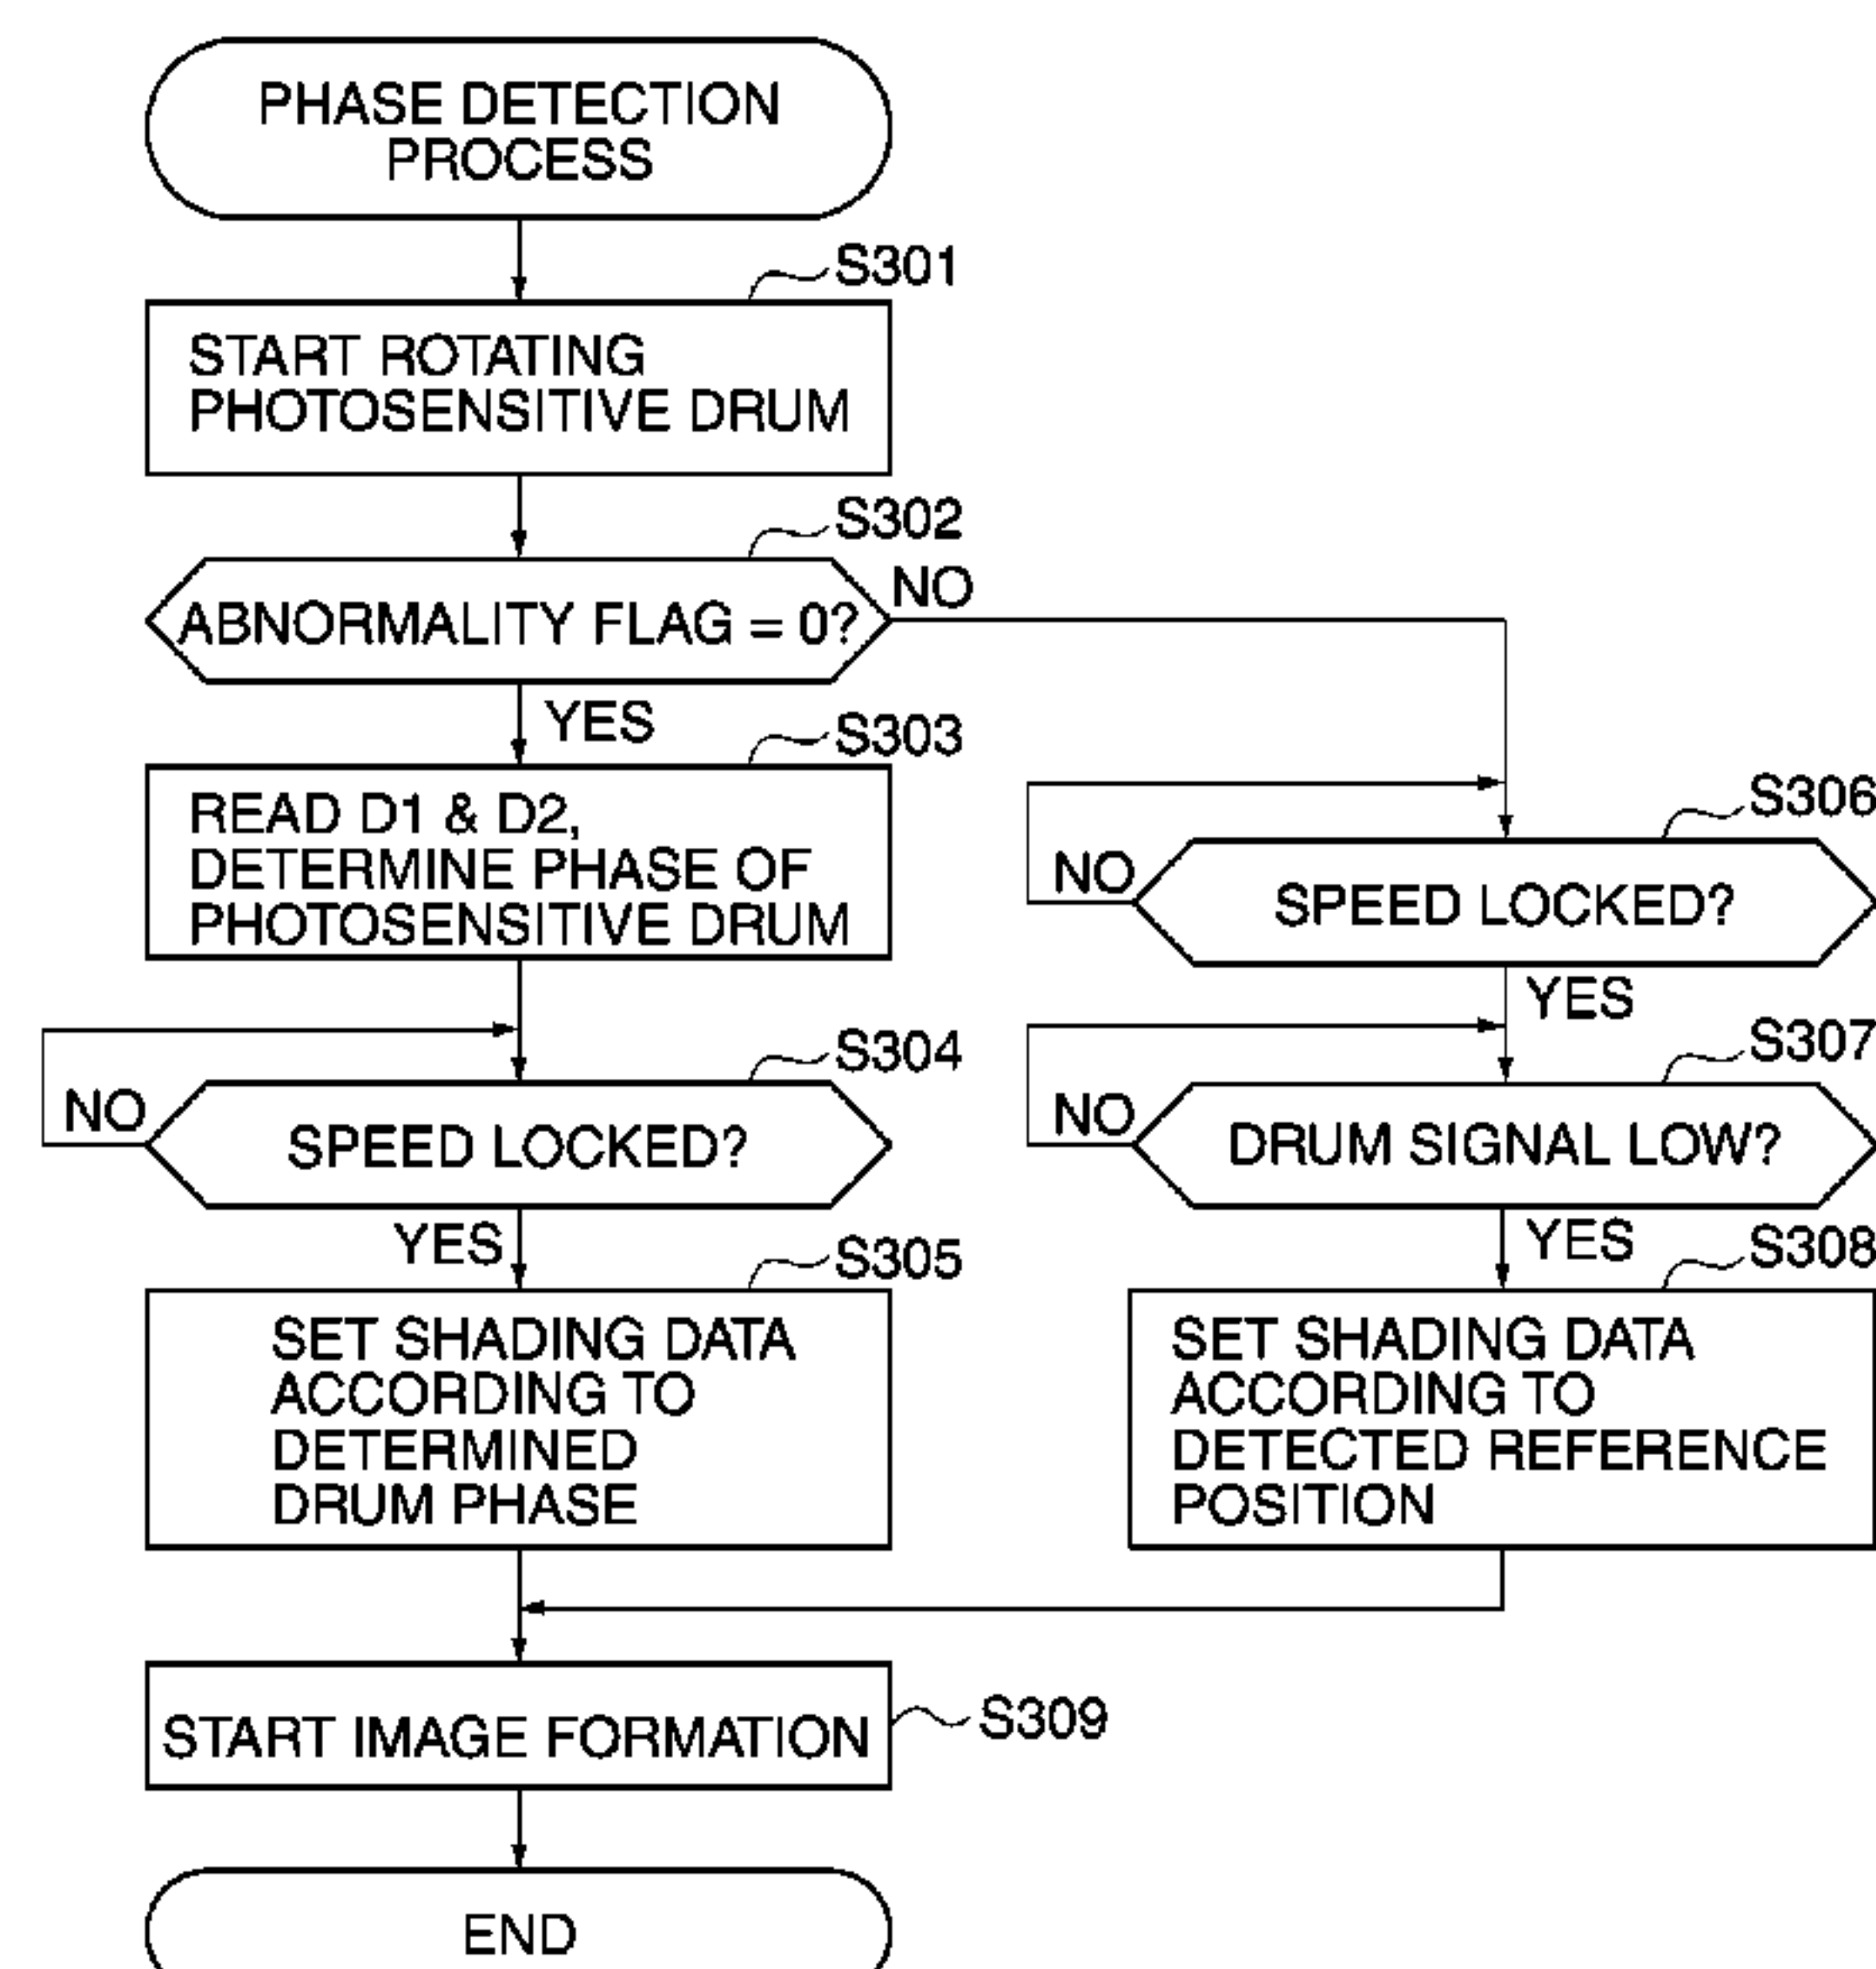 PHASE DETECTION
PROCESS
S301
START ROTATING
PHOTOSENSITIVE DRUM
S302
ABNORMALITY FLAG = 0?
NO
YES
S303
READ D1 & D2,
DETERMINE PHASE OF
PHOTOSENSITIVE DRUM
S304
NO
SPEED LOCKED?
YES
S305
SET SHADING DATA
ACCORDING TO
DETERMINED
DRUM PHASE
S306
NO
SPEED LOCKED?
YES
S307
NO
DRUM SIGNAL LOW?
YES
S308
SET SHADING DATA
ACCORDING TO
DETECTED REFERENCE
POSITION
START IMAGE FORMATION
S309
END